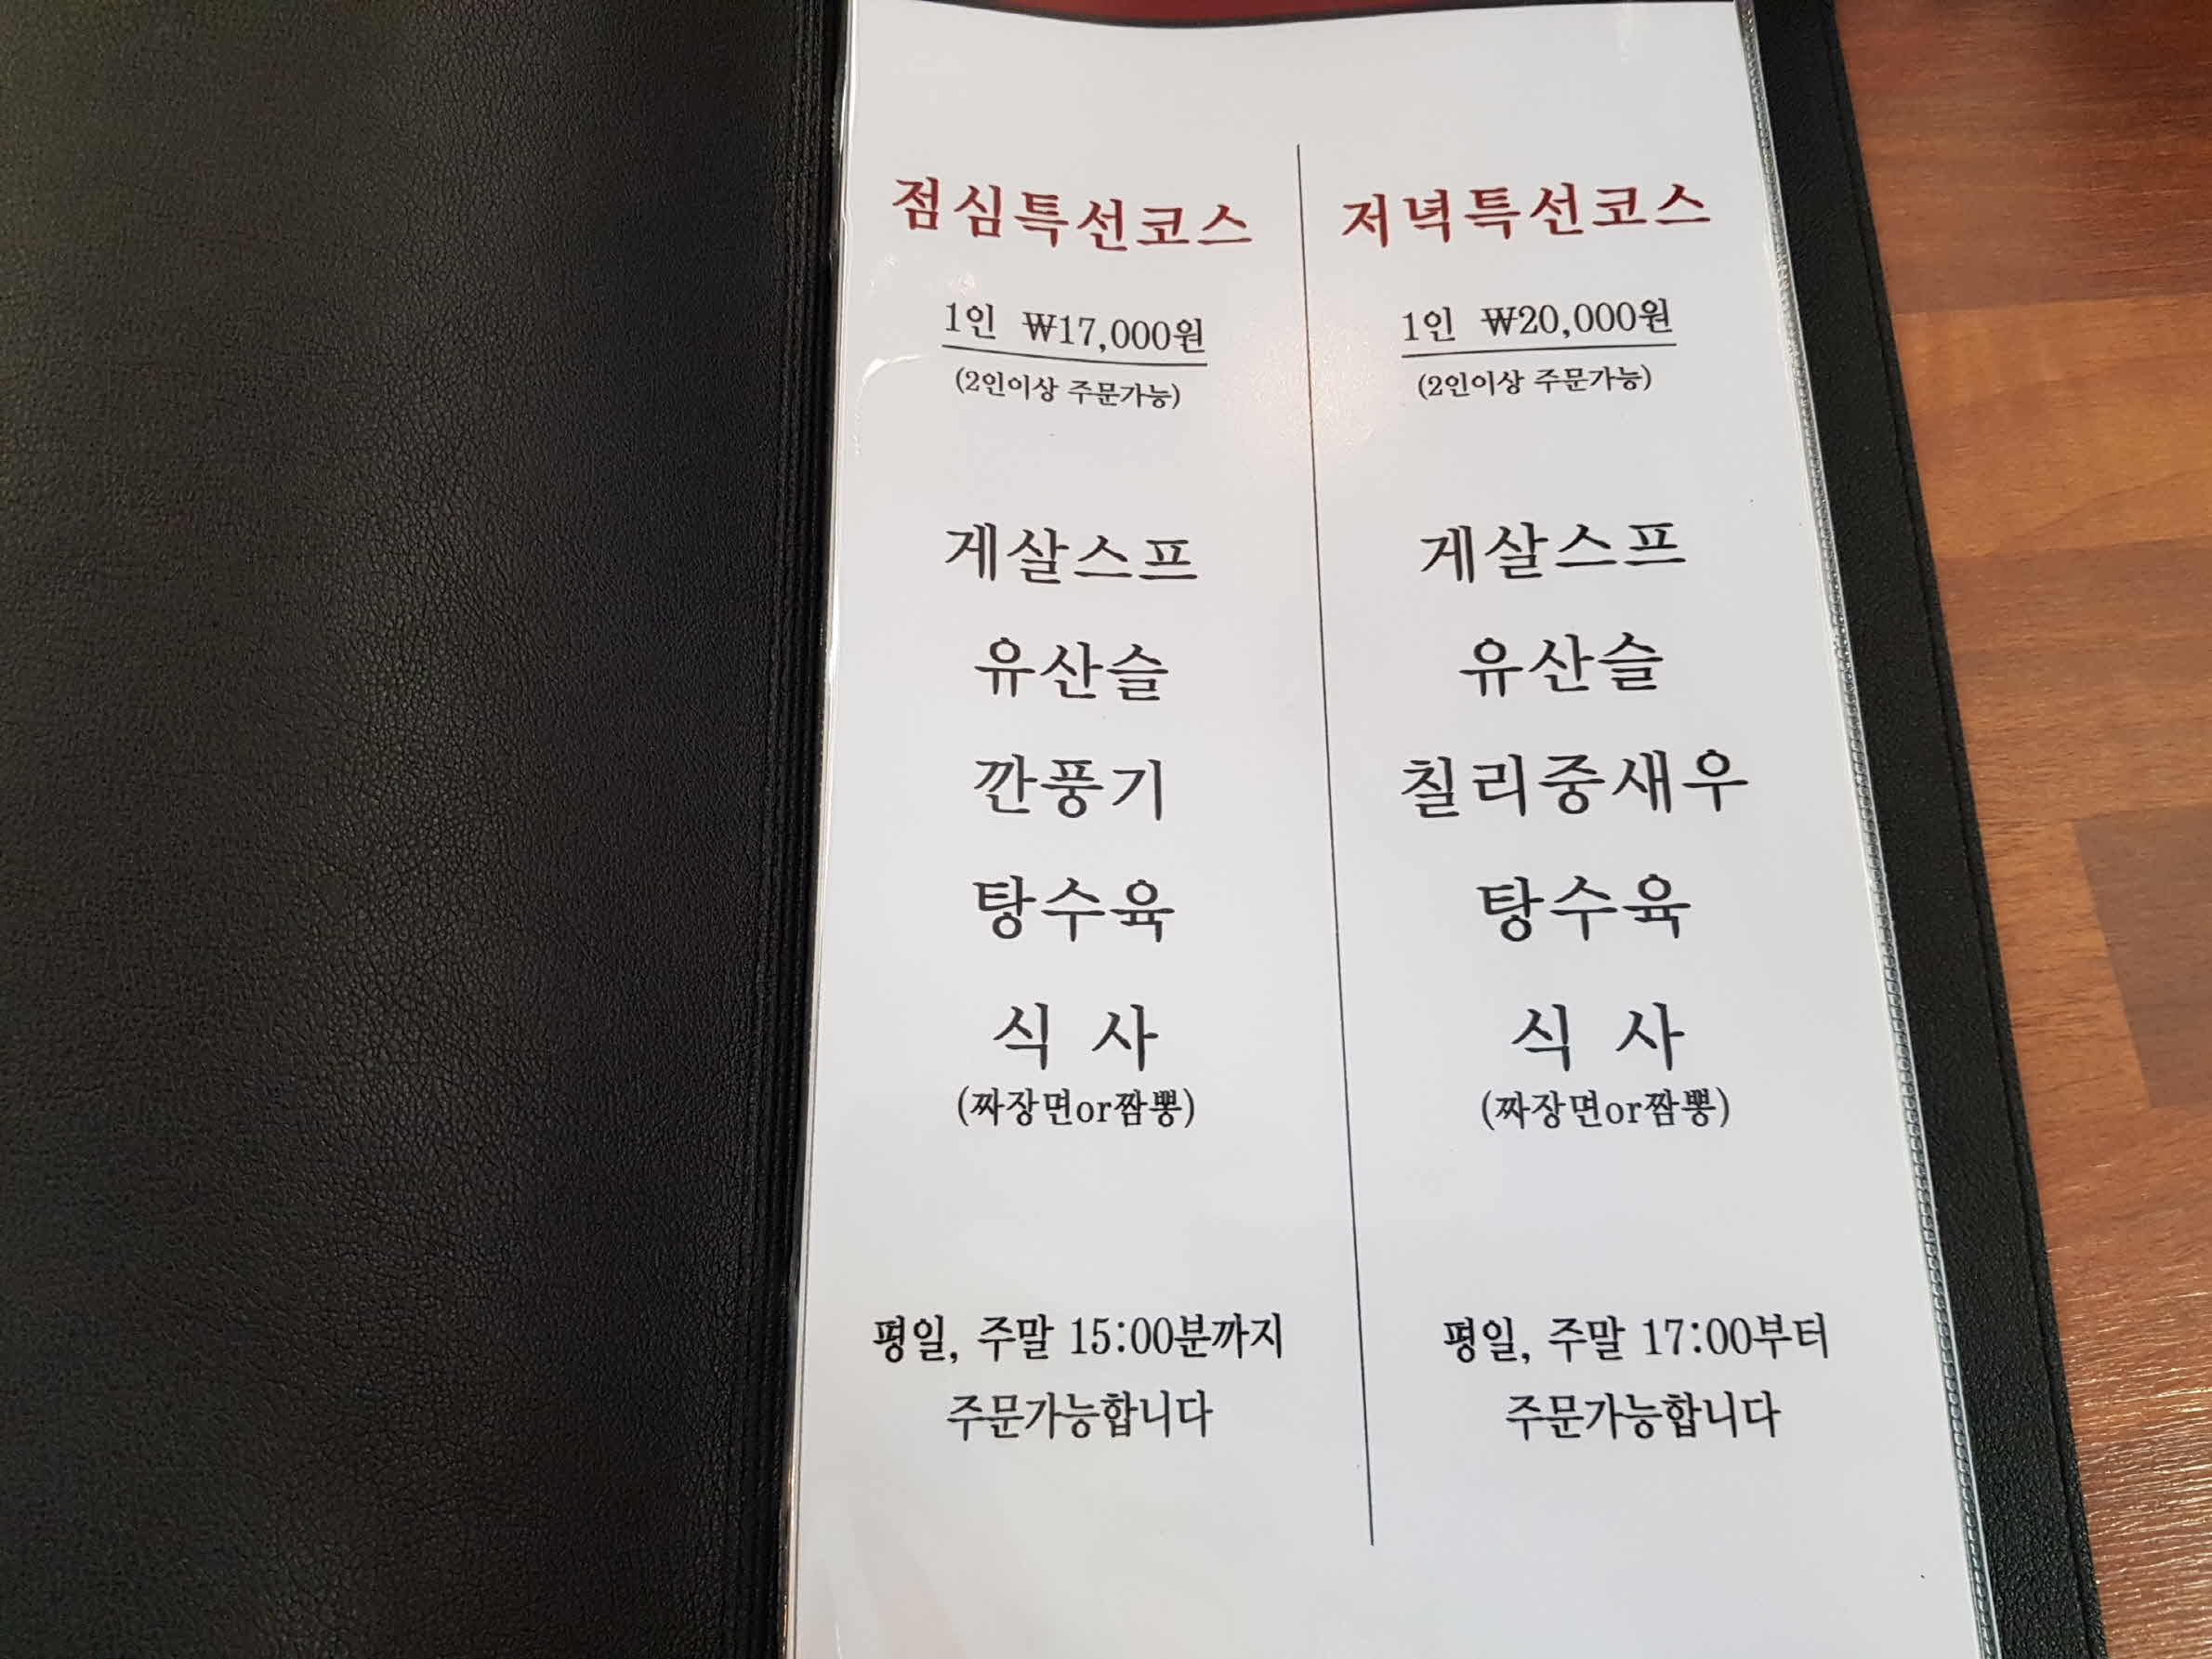 점심특선코스
1인 ₩17,000원
(2인이상 주문가능)
게살스프
유산슬
깐풍기
탕수육
식 사
(짜장면or짬뽕)
평일, 주말 15:00분까지
주문가능합니다
저녁특선코스
1인 ₩20,000원
(2인이상 주문가능)
게살스프
유산슬
칠리중새우
탕수육
식 사
(짜장면or짬뽕)
평일, 주말 17:00부터
주문가능합니다